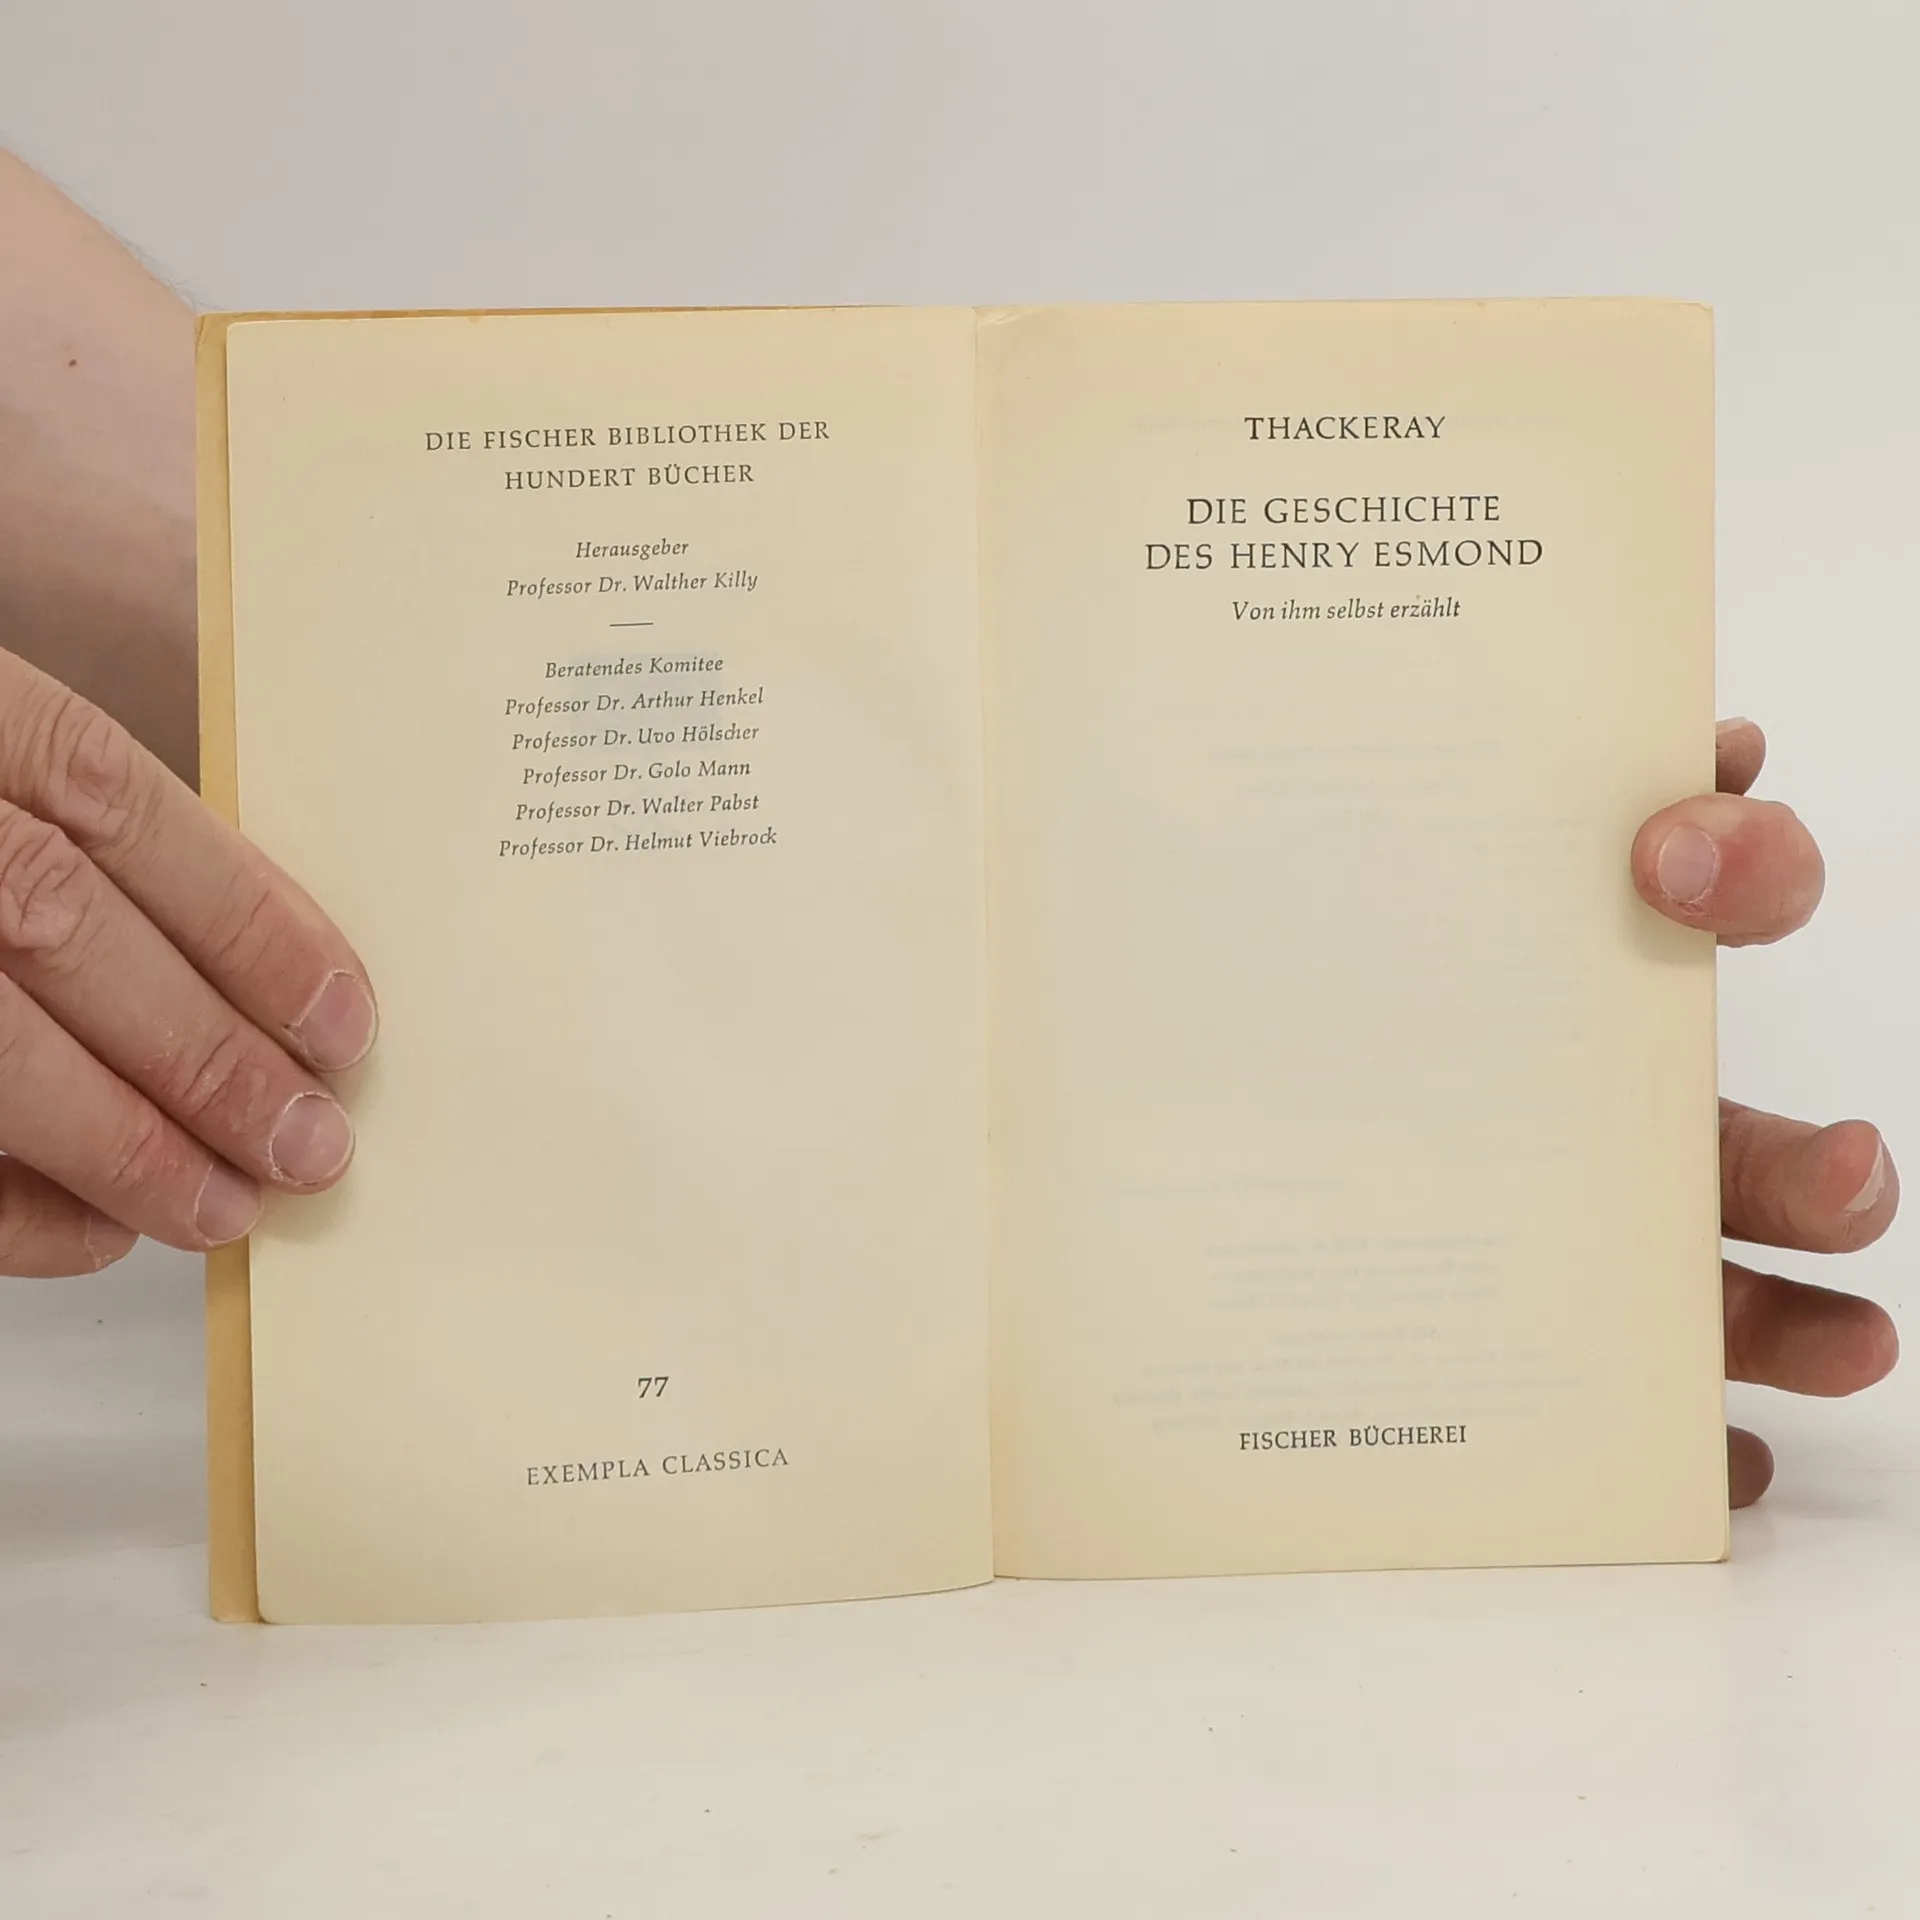 DIE FISCHER BIBLIOTHEK DER
HUNDERT BÜCHER
Herausgeber
Professor Dr. Walther Killy
Beratendes Komitee
Professor Dr. Arthur Henkel
Professor Dr. Uvo Hölscher
Professor Dr. Golo Mann
Professor Dr. Walter Pabst
Professor Dr. Helmut Viebrock
77
EXEMPLA CLASSICA
THACKERAY
DIE GESCHICHTE
DES HENRY ESMOND
Von ihm selbst erzählt
FISCHER BÜCHEREI